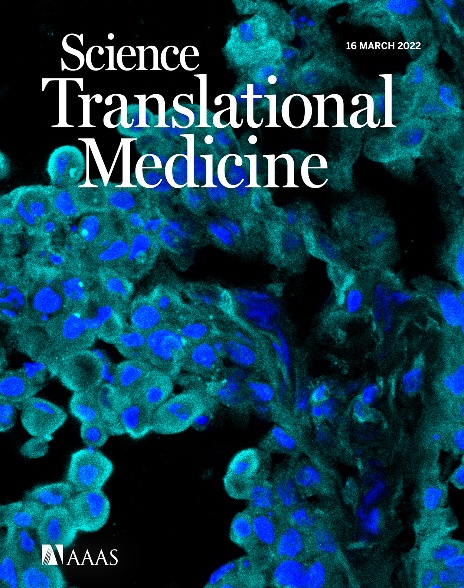 Science
16 MARCH 2022
Translational
Medicine
AAAS